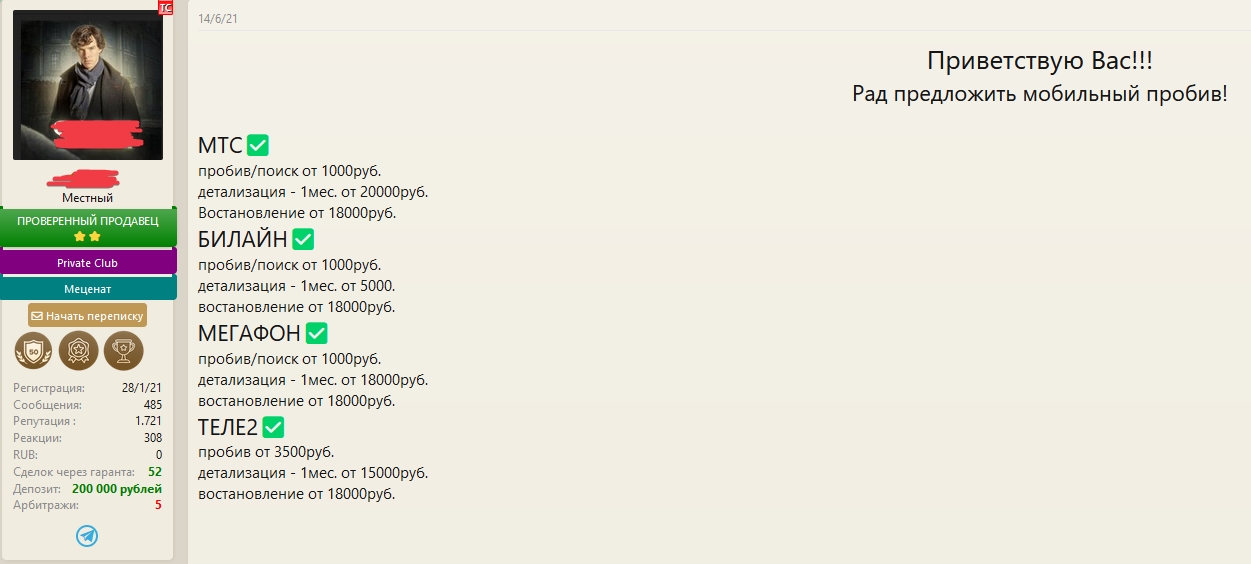 TC
Местный
ПРОВЕРЕННЫЙ ПРОДАВЕЦ
Private Club
Меценат
Начать переписку
50
Регистрация: 28/1/21
Сообщения: 485
Репутация : 1.721
Реакции: 308
RUB: 0
Сделок через гаранта: 52
Депозит: 200 000 рублей
Арбитражи: 5
14/6/21
Приветствую Вас!!!
Рад предложить мобильный пробив!
МТС ✅
пробив/поиск от 1000руб.
детализация - 1мес. от 20000руб.
Востановление от 18000руб.
БИЛАЙН ✅
пробив/поиск от 1000руб.
детализация - 1мес. от 5000.
востановление от 18000руб.
МЕГАФОН ✅
пробив/поиск от 1000руб.
детализация - 1мес. от 18000руб.
востановление от 18000руб.
ТЕЛЕ2 ✅
пробив от 3500руб.
детализация - 1мес. от 15000руб.
востановление от 18000руб.